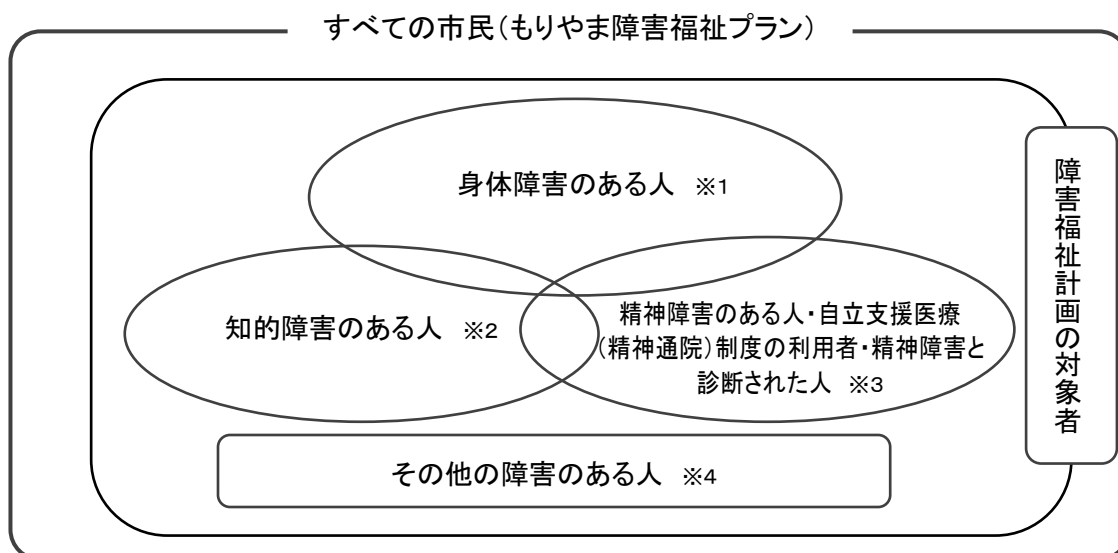 すべての市民（もりやま障害福祉プラン）
身体障害のある人 ※1
知的障害のある人 ※2
精神障害のある人・自立支援医療
（精神通院）制度の利用者・精神障害と
診断された人 ※3
その他の障害のある人 ※4
障害福祉計画の対象者